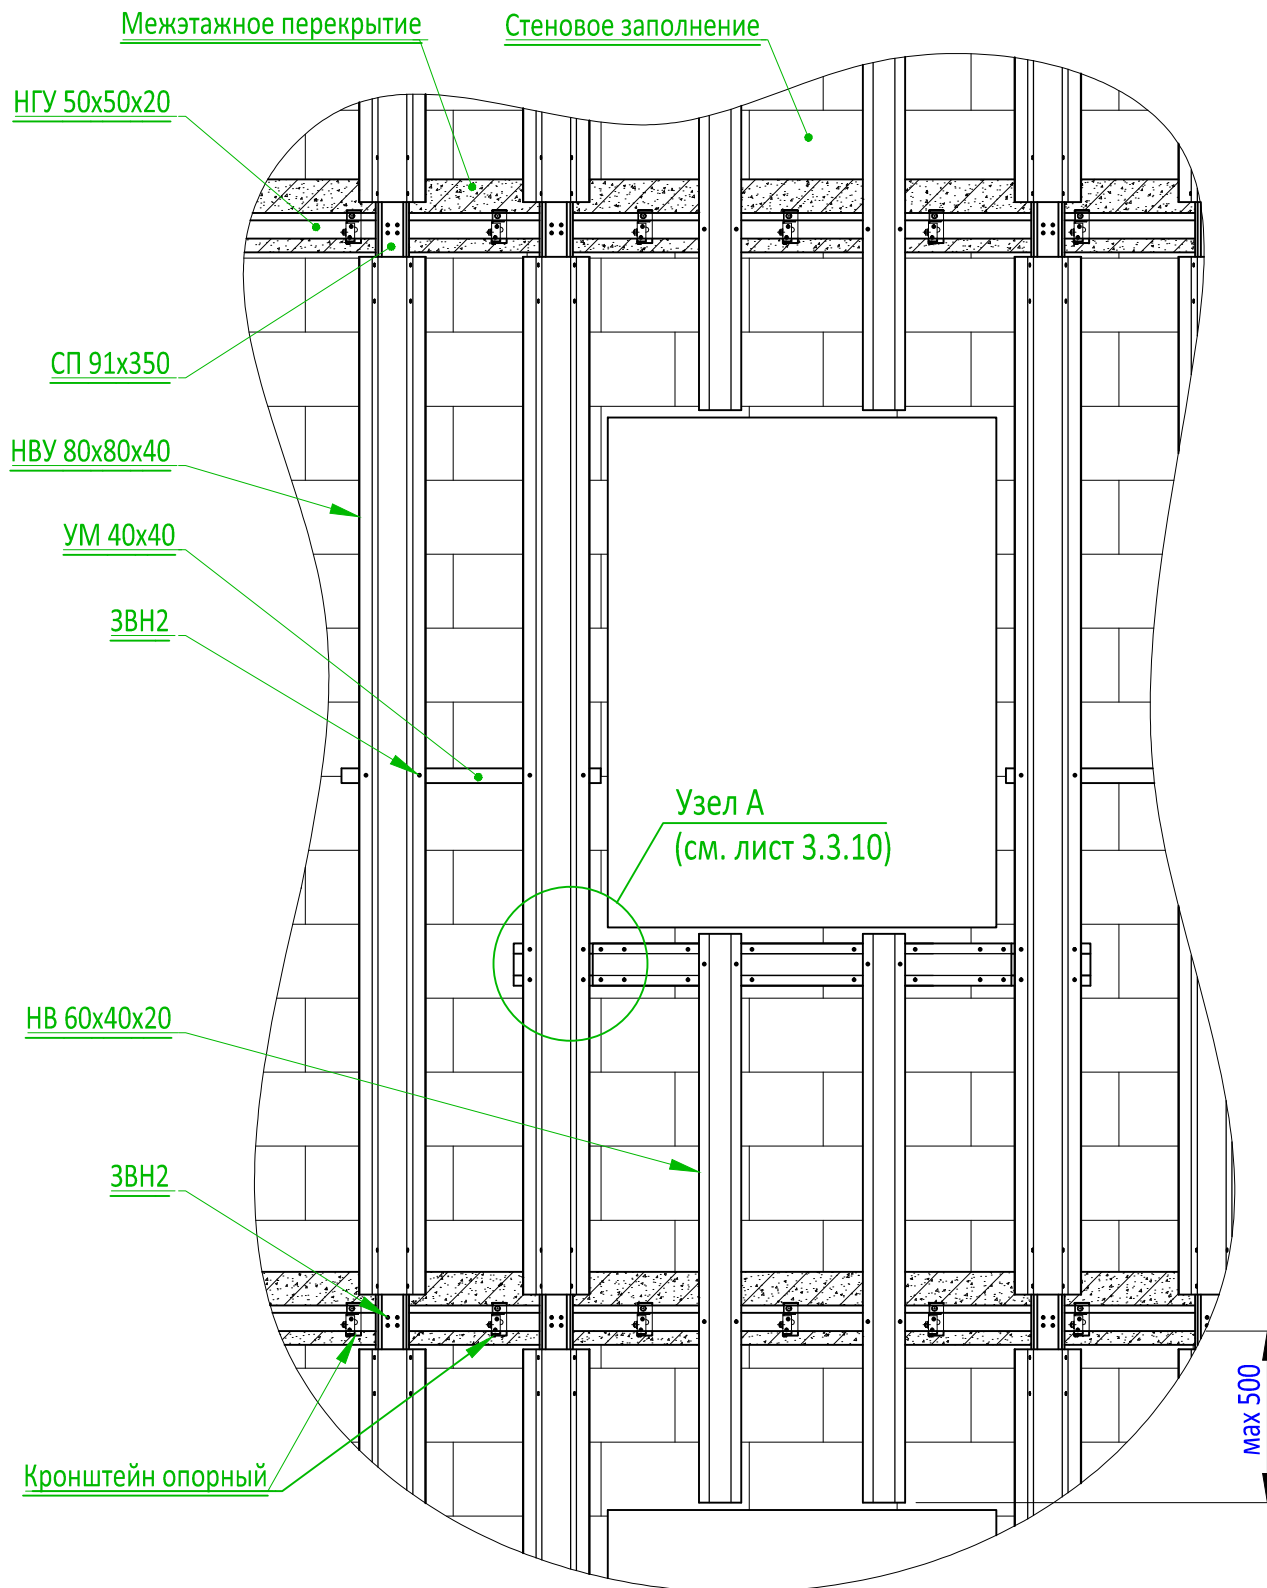 Межэтажное перекрытие
Стеновое заполнение
НГУ 50х50х20
СП 91х350
НВУ 80х80х40
УМ 40х40
ЗВН2
Узел А
(см. лист 3.3.10)
НВ 60х40х20
ЗВН2
max 500
Кронштейн опорный